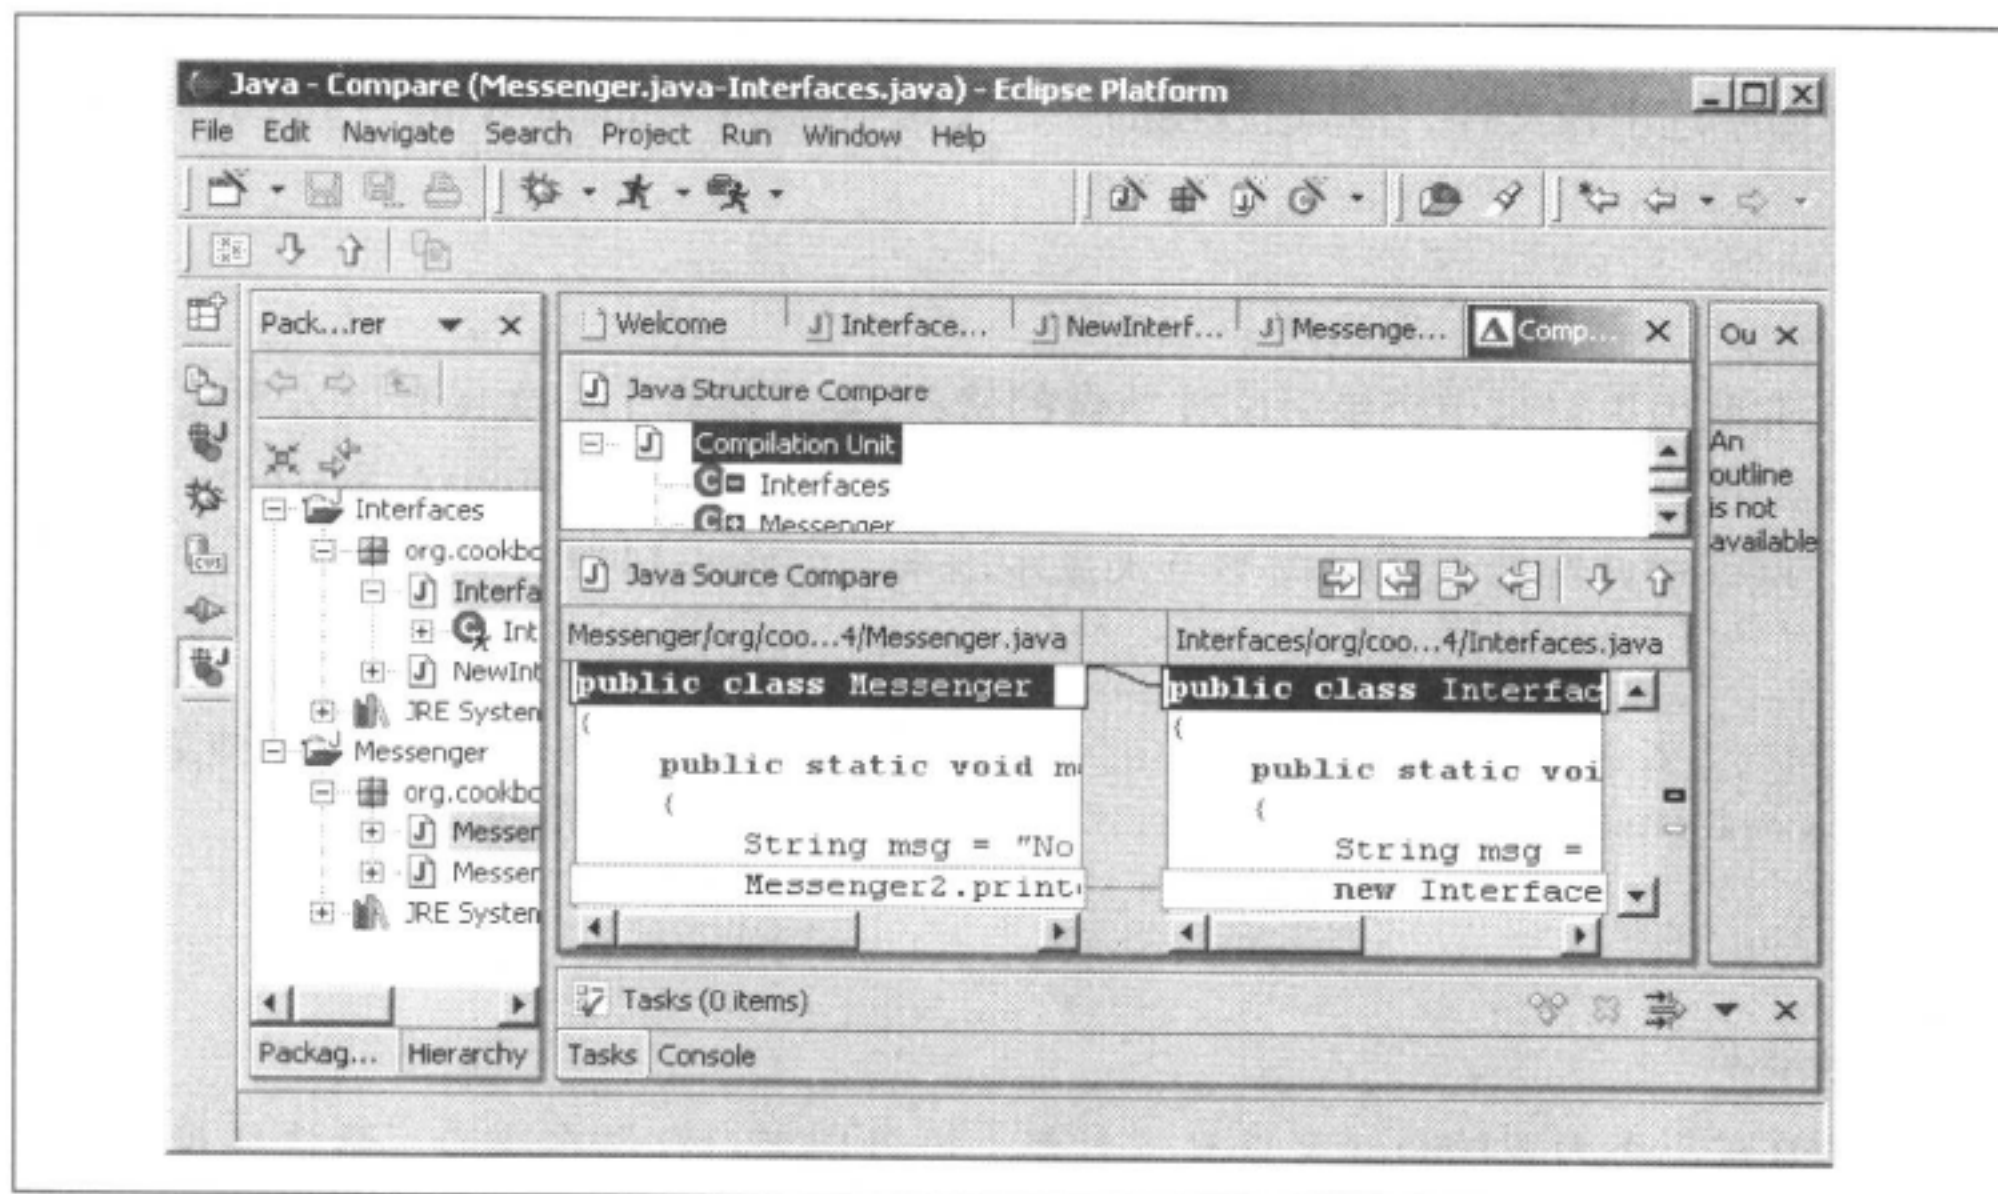 Java - Compare (Messenger.java-Interfaces.java) - Eclipse Platform
File Edit Navigate Search Project Run Window Help
Pack...rer
Welcome
Interface...
NewInterf...
Messenge...
Comp...
Ou
Java Structure Compare
Compilation Unit
Interfaces
Messenger
An
outline
is not
available
Interfaces
org.cookbo
Interfa
Int
NewInt
JRE System
Messenger
org.cookbo
Messen
Messen
JRE System
Java Source Compare
Messenger/org/coo...4/Messenger.java
Interfaces/org/coo...4/Interfaces.java
public class Messenger
{
public static void m
{
String msg = "No
Messenger2.print
public class Interfac
{
public static voi
{
String msg =
new Interface
Tasks (0 items)
Packag... Hierarchy
Tasks Console